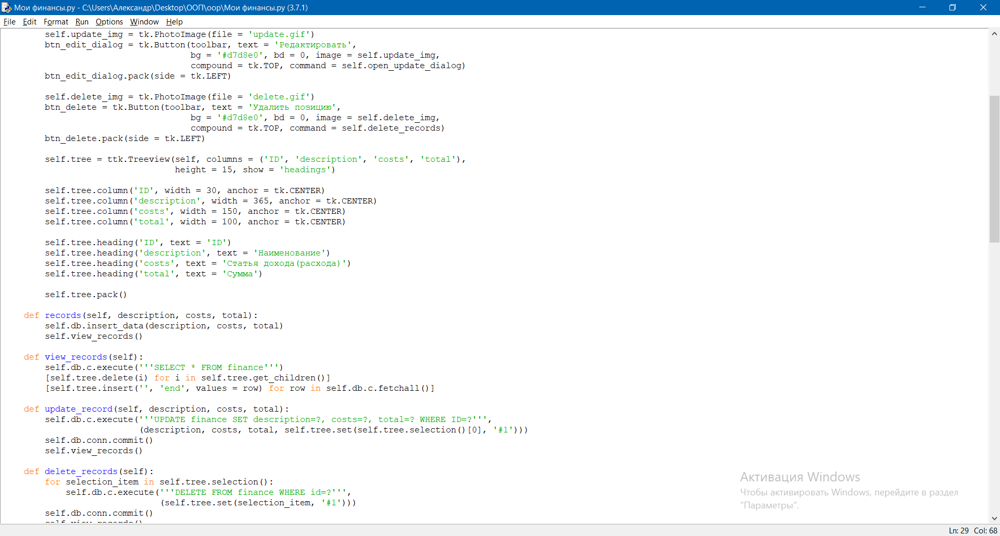 Мои финансы.py - C:\Users\Александр\Desktop\ООП\oop\Мои финансы.py (3.7.1)
File Edit Format Run Options Window Help
        self.update_img = tk.PhotoImage(file = 'update.gif')
        btn_edit_dialog = tk.Button(toolbar, text = 'Редактировать',
                                    bg = '#d7d8e0', bd = 0, image = self.update_img,
                                    compound = tk.TOP, command = self.open_update_dialog)
        btn_edit_dialog.pack(side = tk.LEFT)
        self.delete_img = tk.PhotoImage(file = 'delete.gif')
        btn_delete = tk.Button(toolbar, text = 'Удалить позицию',
                                    bg = '#d7d8e0', bd = 0, image = self.delete_img,
                                    compound = tk.TOP, command = self.delete_records)
        btn_delete.pack(side = tk.LEFT)
        self.tree = ttk.Treeview(self, columns = ('ID', 'description', 'costs', 'total'),
                                 height = 15, show = 'headings')
        self.tree.column('ID', width = 30, anchor = tk.CENTER)
        self.tree.column('description', width = 365, anchor = tk.CENTER)
        self.tree.column('costs', width = 150, anchor = tk.CENTER)
        self.tree.column('total', width = 100, anchor = tk.CENTER)
        self.tree.heading('ID', text = 'ID')
        self.tree.heading('description', text = 'Наименование')
        self.tree.heading('costs', text = 'Статья дохода(расхода)')
        self.tree.heading('total', text = 'Сумма')
        self.tree.pack()
    def records(self, description, costs, total):
        self.db.insert_data(description, costs, total)
        self.view_records()
    def view_records(self):
        self.db.c.execute('''SELECT * FROM finance''')
        [self.tree.delete(i) for i in self.tree.get_children()]
        [self.tree.insert('', 'end', values = row) for row in self.db.c.fetchall()]
    def update_record(self, description, costs, total):
        self.db.c.execute('''UPDATE finance SET description=?, costs=?, total=? WHERE ID=?''',
                          (description, costs, total, self.tree.set(self.tree.selection()[0], '#1')))
        self.db.conn.commit()
        self.view_records()
    def delete_records(self):
        for selection_item in self.tree.selection():
            self.db.c.execute('''DELETE FROM finance WHERE id=?''',
                              (self.tree.set(selection_item, '#1')))
        self.db.conn.commit()
        self.view_records()
Активация Windows
Чтобы активировать Windows, перейдите в раздел
"Параметры".
Ln: 29 Col: 68